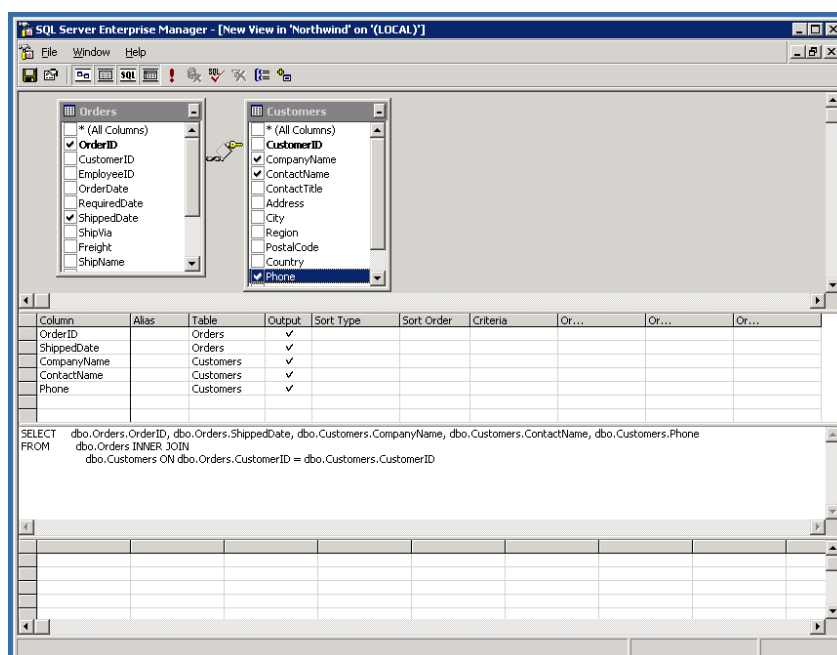 SQL Server Enterprise Manager - [New View in 'Northwind' on '(LOCAL)']
File Window Help
SQL SQL
Orders
* (All Columns)
OrderID
CustomerID
EmployeeID
OrderDate
RequiredDate
ShippedDate
ShipVia
Freight
ShipName
Customers
* (All Columns)
CustomerID
CompanyName
ContactName
ContactTitle
Address
City
Region
PostalCode
Country
Phone
Column Alias Table Output Sort Type Sort Order Criteria Or... Or... Or...
OrderID Orders
ShippedDate Orders
CompanyName Customers
ContactName Customers
Phone Customers
SELECT dbo.Orders.OrderID, dbo.Orders.ShippedDate, dbo.Customers.CompanyName, dbo.Customers.ContactName, dbo.Customers.Phone
FROM dbo.Orders INNER JOIN
dbo.Customers ON dbo.Orders.CustomerID = dbo.Customers.CustomerID